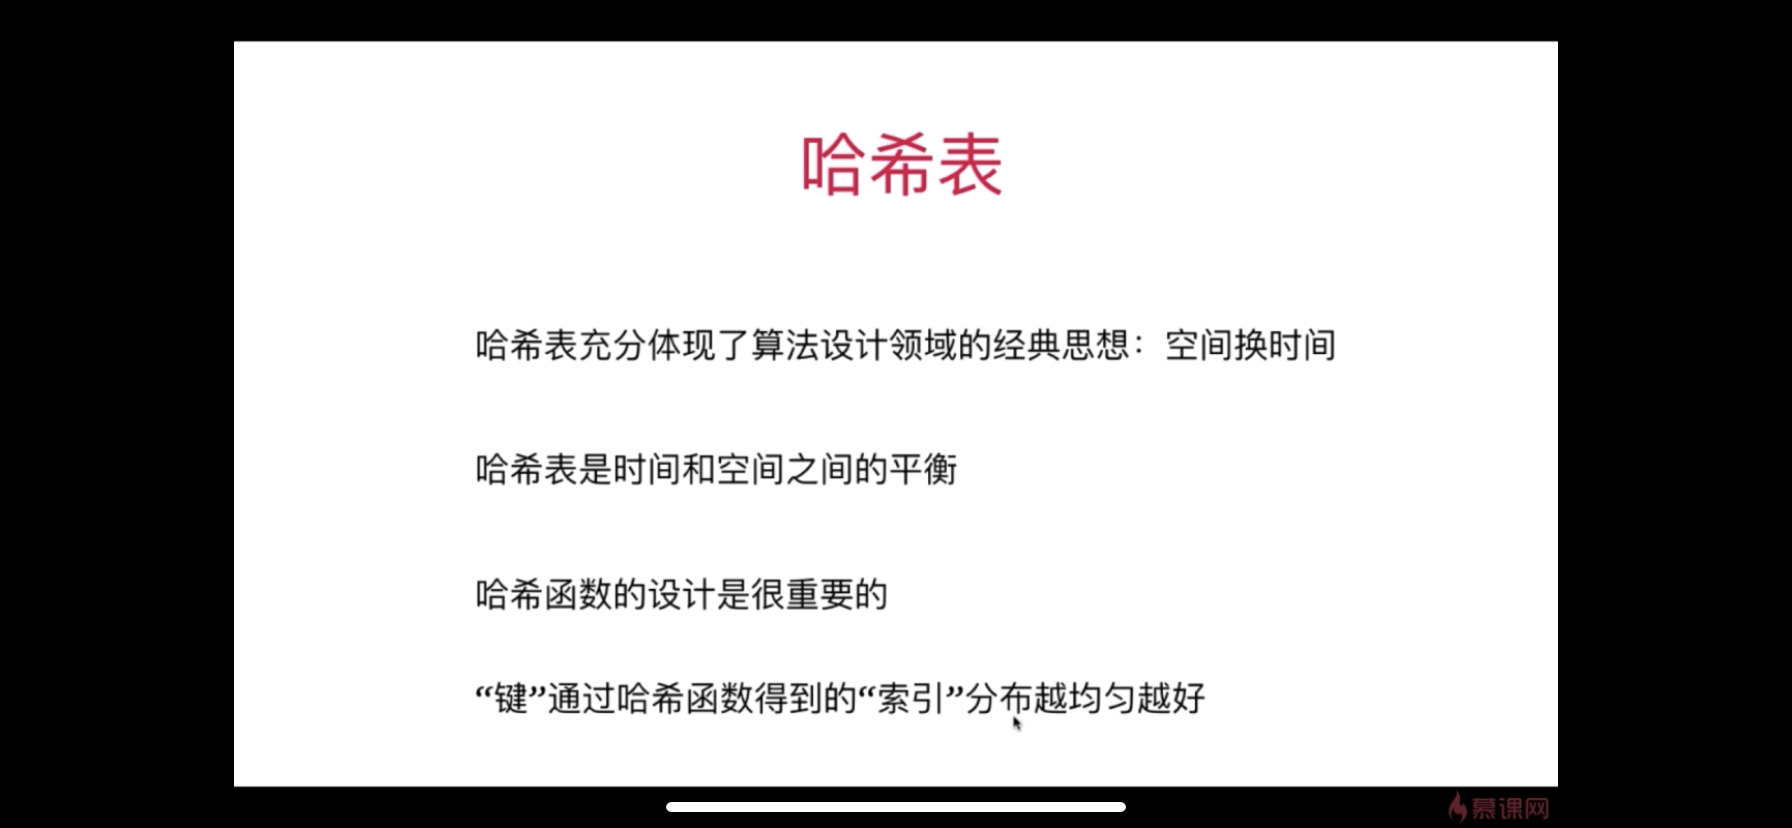 哈希表
哈希表充分体现了算法设计领域的经典思想：空间换时间
哈希表是时间和空间之间的平衡
哈希函数的设计是很重要的
“键”通过哈希函数得到的“索引”分布越均匀越好
慕课网